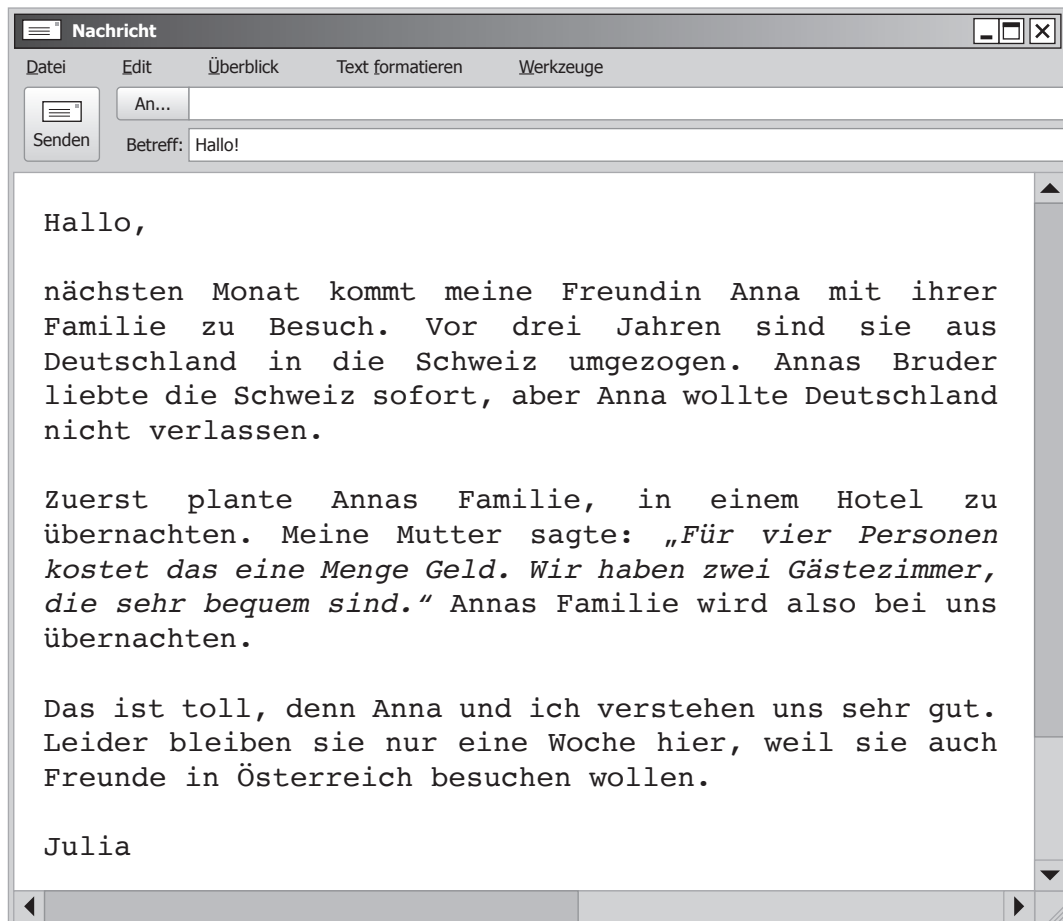 Nachricht
Datei Edit Überblick Text formatieren Werkzeuge
An...
Senden
Betreff: Hallo!
Hallo,
nächsten Monat kommt meine Freundin Anna mit ihrer
Familie zu Besuch. Vor drei Jahren sind sie aus
Deutschland in die Schweiz umgezogen. Annas Bruder
liebte die Schweiz sofort, aber Anna wollte Deutschland
nicht verlassen.
Zuerst plante Annas Familie, in einem Hotel zu
übernachten. Meine Mutter sagte: „Für vier Personen
kostet das eine Menge Geld. Wir haben zwei Gästezimmer,
die sehr bequem sind.“ Annas Familie wird also bei uns
übernachten.
Das ist toll, denn Anna und ich verstehen uns sehr gut.
Leider bleiben sie nur eine Woche hier, weil sie auch
Freunde in Österreich besuchen wollen.
Julia